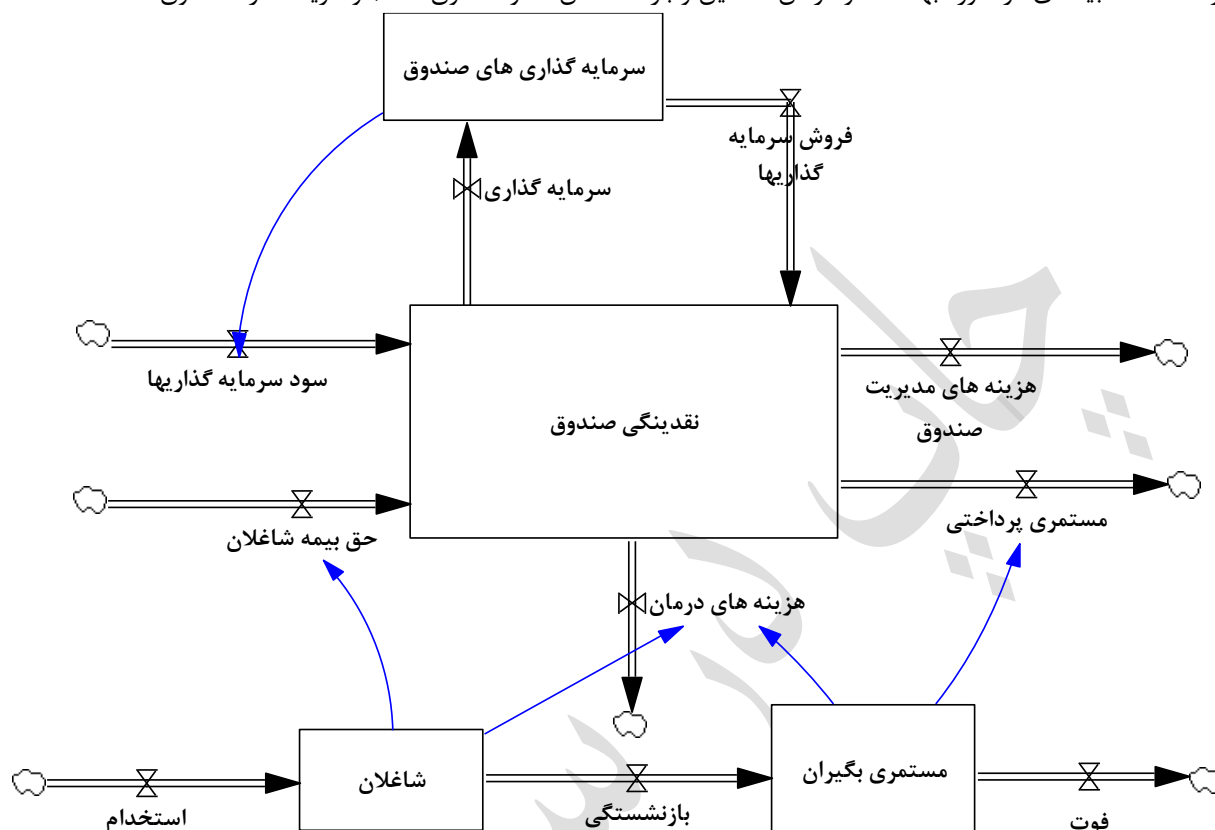 سرمایه گذاری های صندوق
فروش سرمایه
گذاریها
سرمایه گذاری
سود سرمایه گذاریها
نقدینگی صندوق
هزینه های مدیریت
صندوق
حق بیمه شاغلان
مستمری پرداختی
هزینه های درمان
شاغلان
مستمری بگیران
استخدام
بازنشستگی
فوت